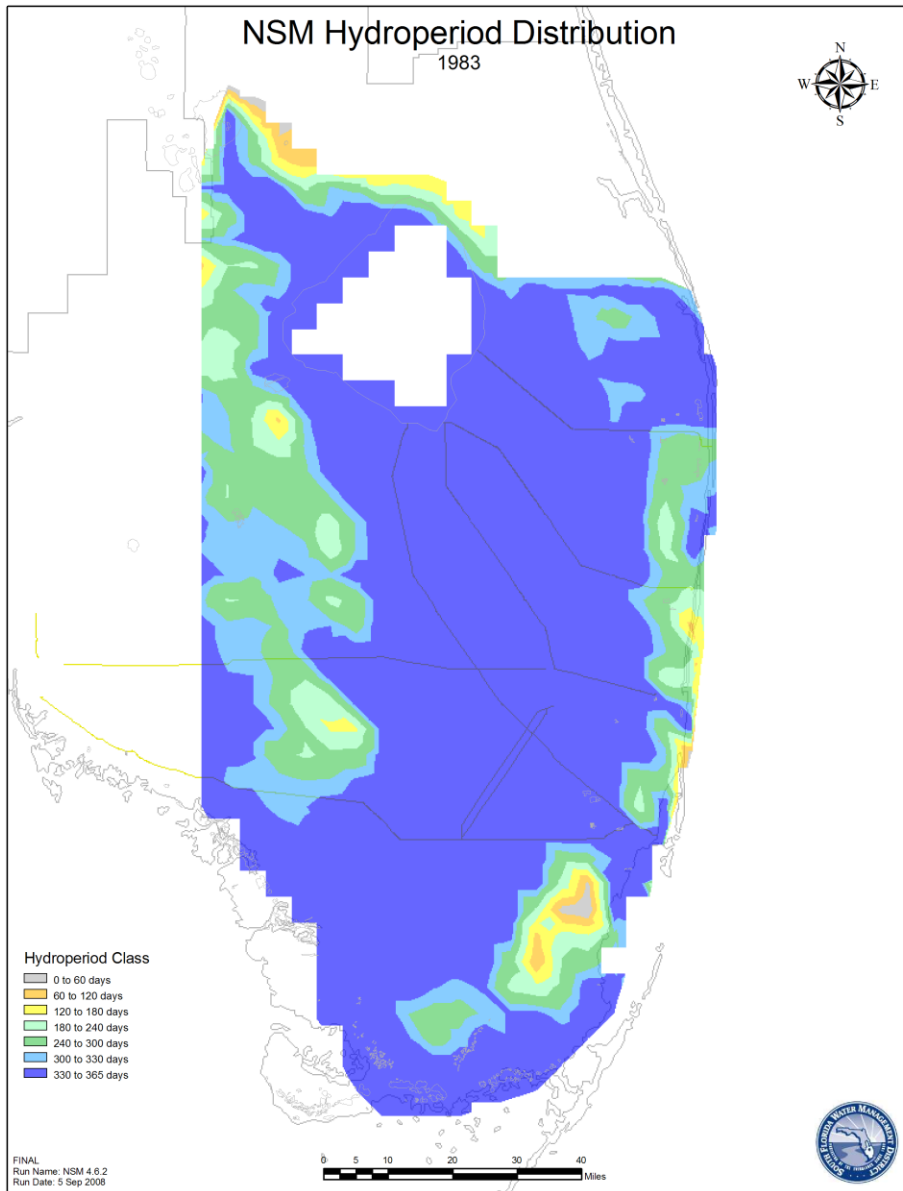 NSM Hydroperiod Distribution
1983
N
W
E
S
Hydroperiod Class
0 to 60 days
60 to 120 days
120 to 180 days
180 to 240 days
240 to 300 days
300 to 330 days
330 to 365 days
FINAL
Run Name: NSM 4.6.2
Run Date: 5 Sep 2008
0 5 10 20 30 40
Miles
SOUTH FLORIDA WATER MANAGEMENT DISTRICT